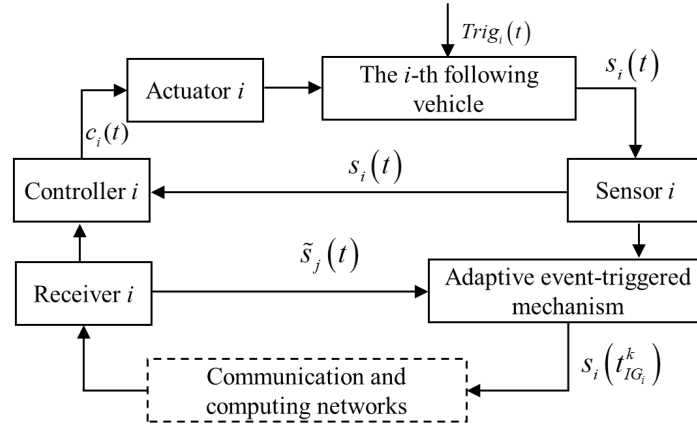 Trig_i(t)
Actuator i
The i-th following
vehicle
s_i(t)
c_i(t)
Controller i
s_i(t)
Sensor i
Receiver i
s̃_j(t)
Adaptive event-triggered
mechanism
s_i(t^k_{IG_i})
Communication and
computing networks